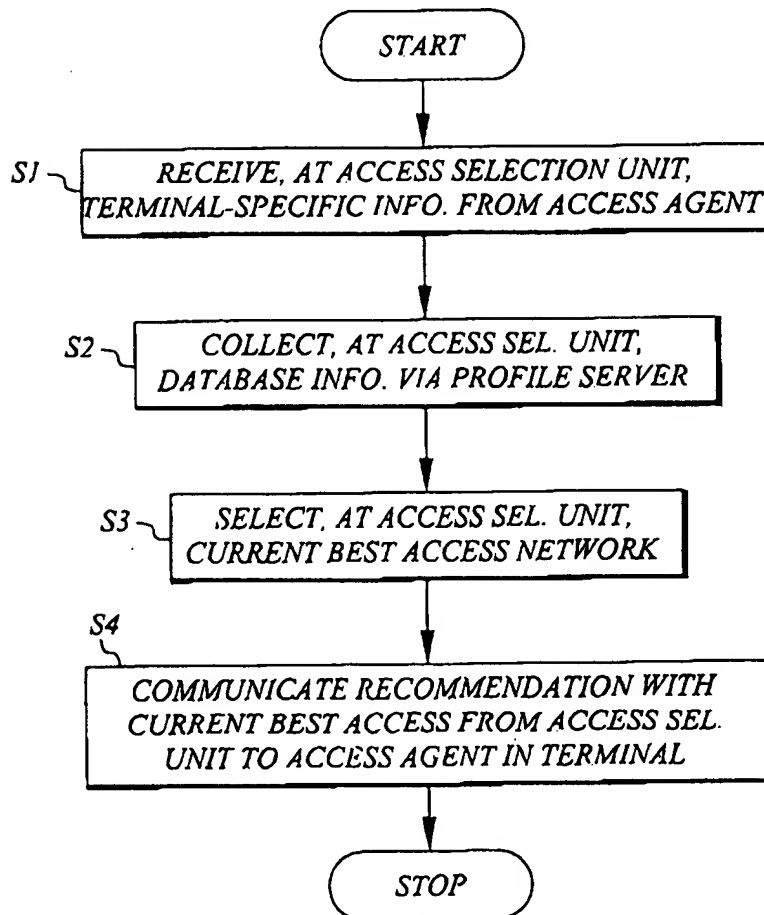 START
S1
RECEIVE, AT ACCESS SELECTION UNIT,
TERMINAL-SPECIFIC INFO. FROM ACCESS AGENT
S2
COLLECT, AT ACCESS SEL. UNIT,
DATABASE INFO. VIA PROFILE SERVER
S3
SELECT, AT ACCESS SEL. UNIT,
CURRENT BEST ACCESS NETWORK
S4
COMMUNICATE RECOMMENDATION WITH
CURRENT BEST ACCESS FROM ACCESS SEL.
UNIT TO ACCESS AGENT IN TERMINAL
STOP